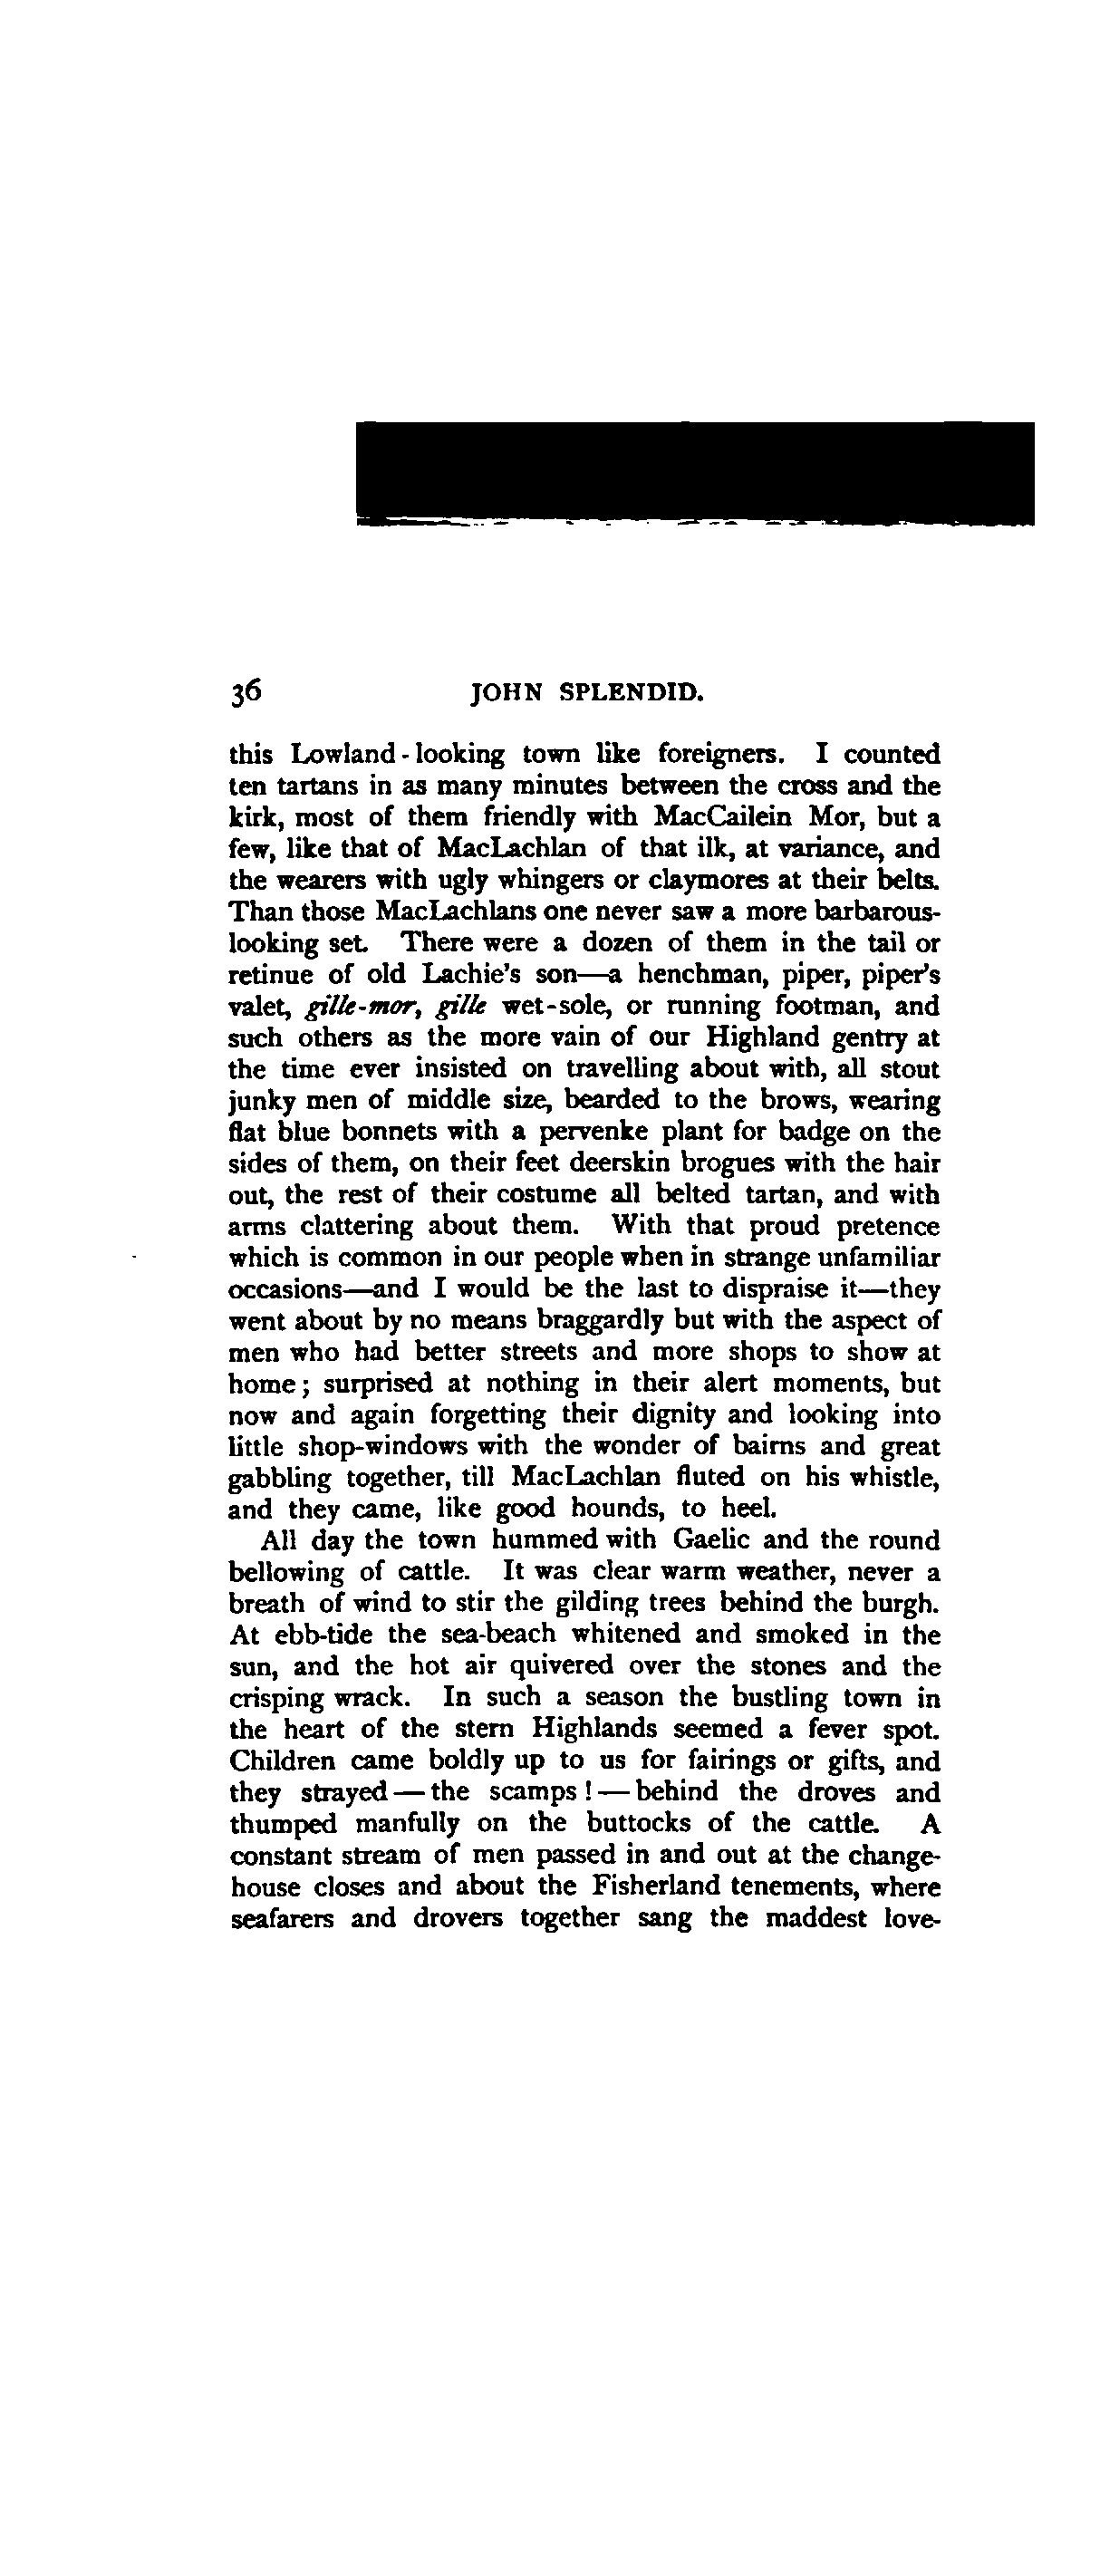 36 JOHN SPLENDID.
this Lowland-looking town like foreigners. I counted
ten tartans in as many minutes between the cross and the
kirk, most of them friendly with MacCailein Mor, but a
few, like that of MacLachlan of that ilk, at variance, and
the wearers with ugly whingers or claymores at their belts.
Than those MacLachlans one never saw a more barbarous-
looking set. There were a dozen of them in the tail or
retinue of old Lachie's son—a henchman, piper, piper's
valet, gille-mor, gille wet-sole, or running footman, and
such others as the more vain of our Highland gentry at
the time ever insisted on travelling about with, all stout
junky men of middle size, bearded to the brows, wearing
flat blue bonnets with a pervenke plant for badge on the
sides of them, on their feet deerskin brogues with the hair
out, the rest of their costume all belted tartan, and with
arms clattering about them. With that proud pretence
which is common in our people when in strange unfamiliar
occasions—and I would be the last to dispraise it—they
went about by no means braggardly but with the aspect of
men who had better streets and more shops to show at
home; surprised at nothing in their alert moments, but
now and again forgetting their dignity and looking into
little shop-windows with the wonder of bairns and great
gabbling together, till MacLachlan fluted on his whistle,
and they came, like good hounds, to heel.
All day the town hummed with Gaelic and the round
bellowing of cattle. It was clear warm weather, never a
breath of wind to stir the gilding trees behind the burgh.
At ebb-tide the sea-beach whitened and smoked in the
sun, and the hot air quivered over the stones and the
crisping wrack. In such a season the bustling town in
the heart of the stern Highlands seemed a fever spot.
Children came boldly up to us for fairings or gifts, and
they strayed—the scamps!—behind the droves and
thumped manfully on the buttocks of the cattle. A
constant stream of men passed in and out at the change-
house closes and about the Fisherland tenements, where
seafarers and drovers together sang the maddest love-